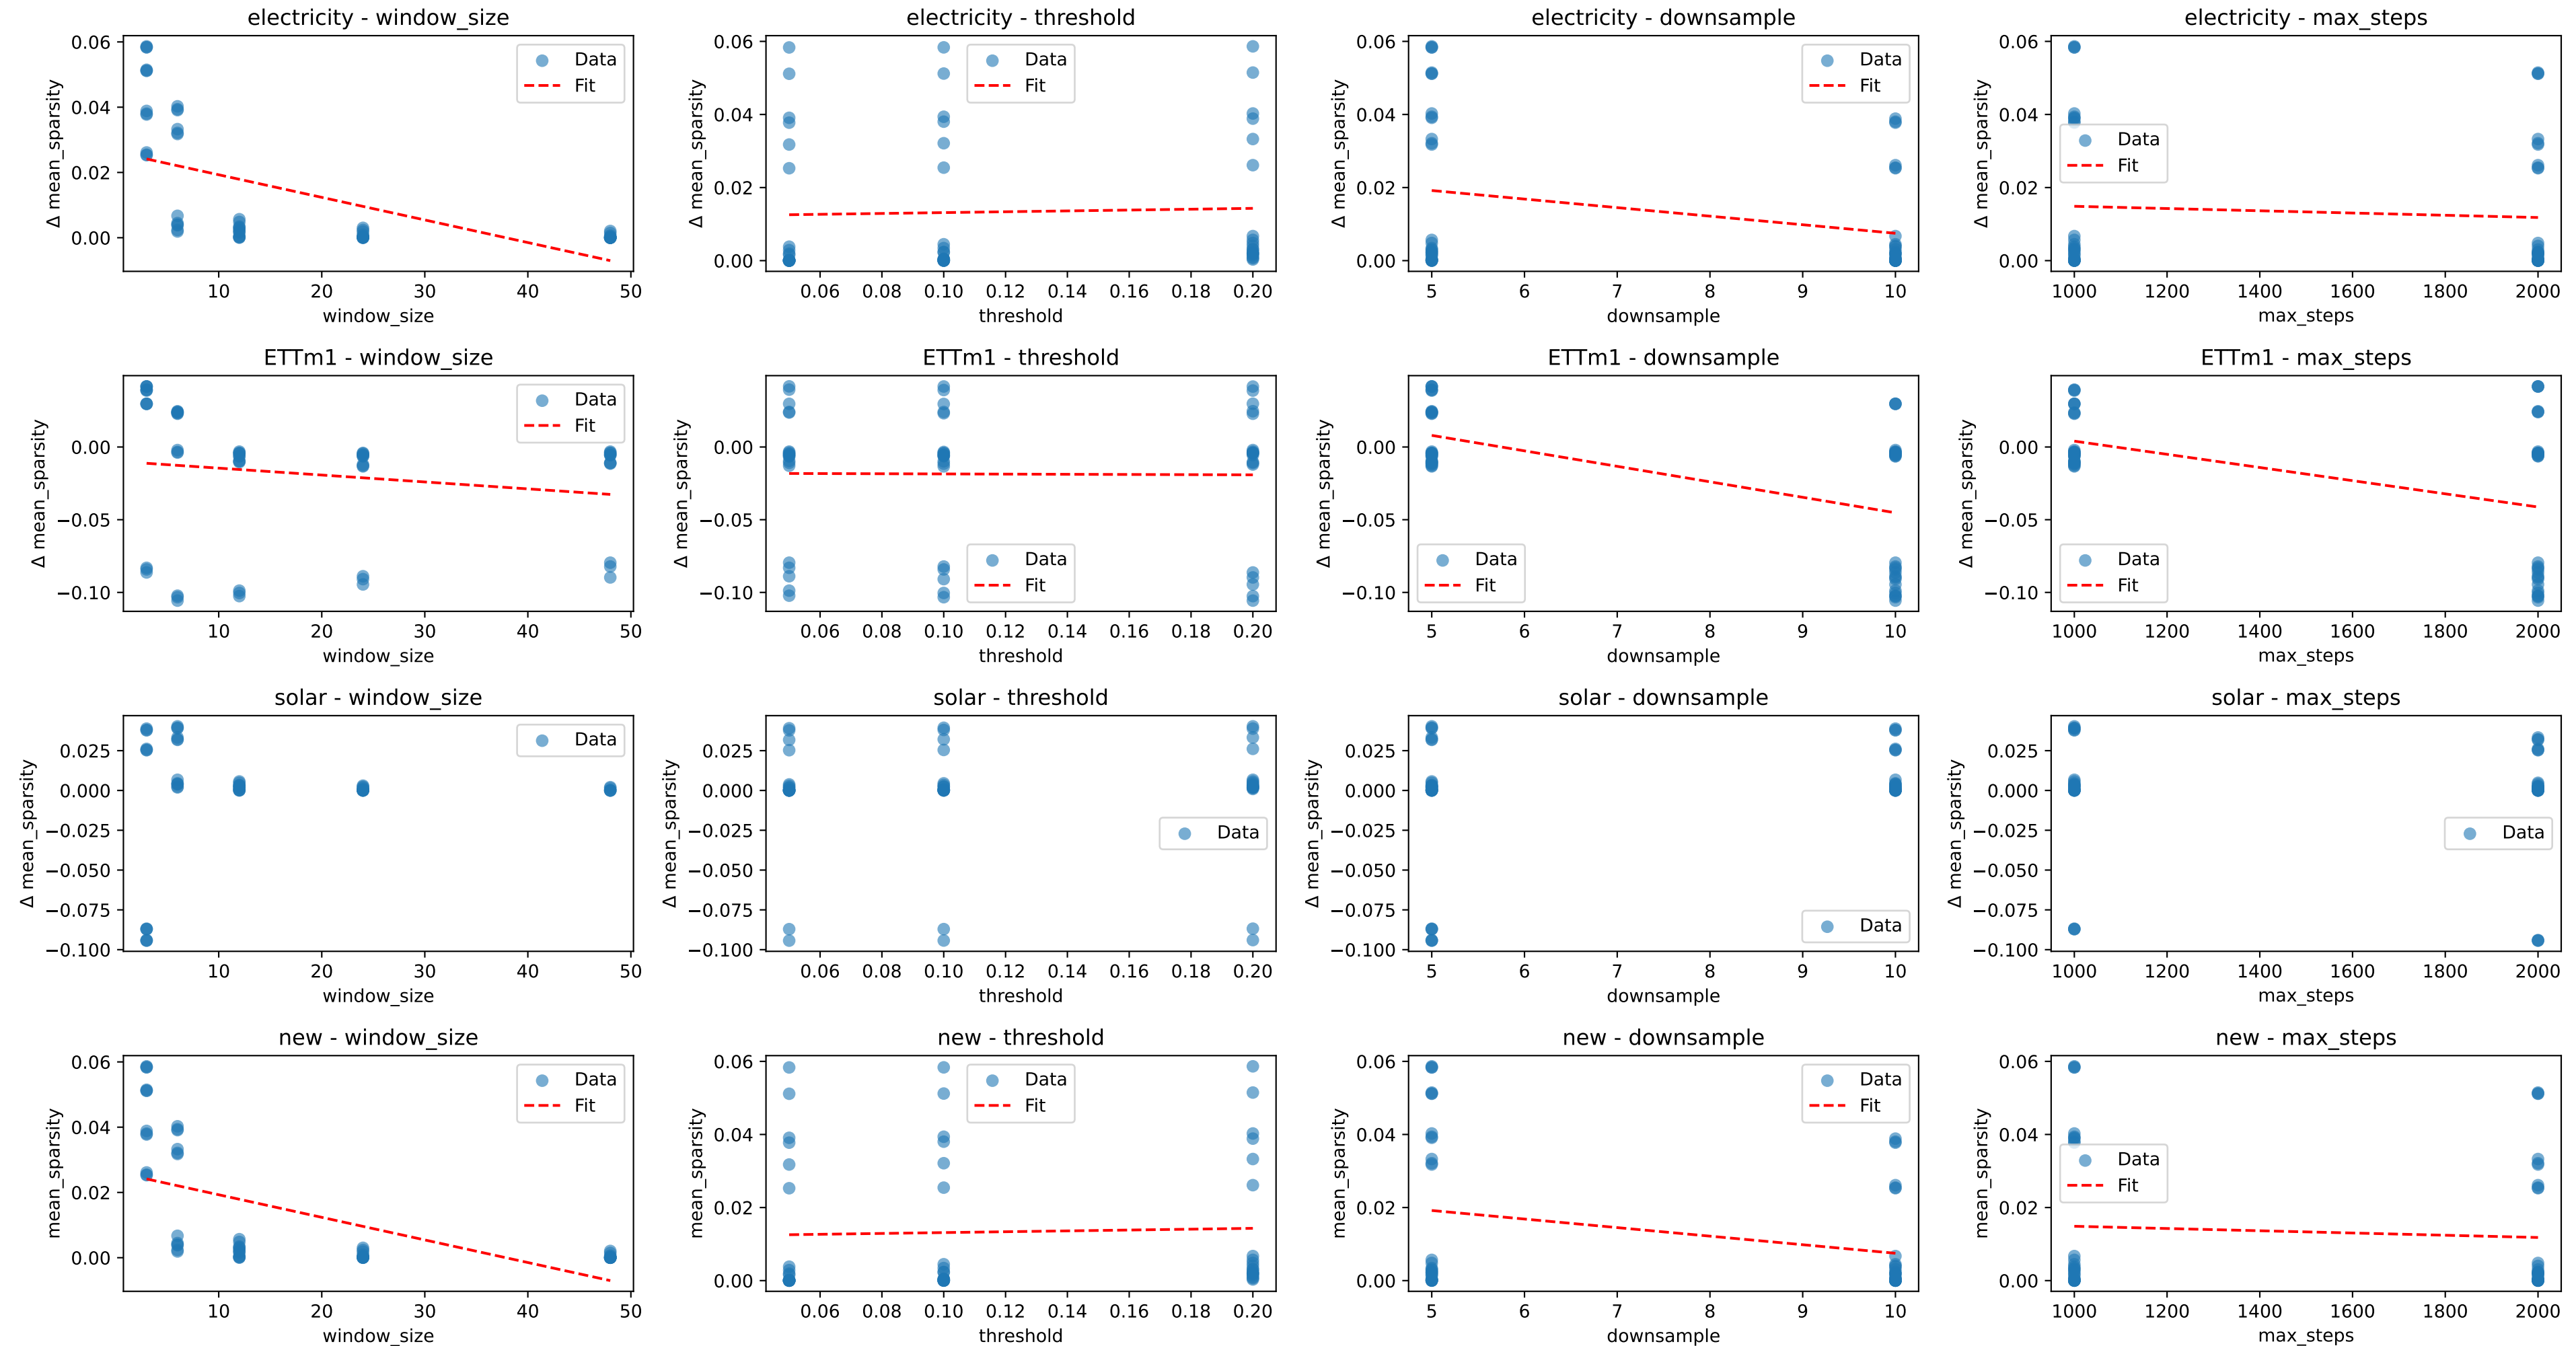 electricity - window_size
Δ mean_sparsity
0.06
0.04
0.02
0.00
Data
Fit
10 20 30 40 50
window_size
electricity - threshold
Δ mean_sparsity
0.06
0.04
0.02
0.00
Data
Fit
0.06 0.08 0.10 0.12 0.14 0.16 0.18 0.20
threshold
electricity - downsample
Δ mean_sparsity
0.06
0.04
0.02
0.00
Data
Fit
5 6 7 8 9 10
downsample
electricity - max_steps
Δ mean_sparsity
0.06
0.04
0.02
0.00
Data
Fit
1000 1200 1400 1600 1800 2000
max_steps
ETTm1 - window_size
Δ mean_sparsity
0.00
−0.05
−0.10
Data
Fit
10 20 30 40 50
window_size
ETTm1 - threshold
Δ mean_sparsity
0.00
−0.05
−0.10
Data
Fit
0.06 0.08 0.10 0.12 0.14 0.16 0.18 0.20
threshold
ETTm1 - downsample
Δ mean_sparsity
0.00
−0.05
−0.10
Data
Fit
5 6 7 8 9 10
downsample
ETTm1 - max_steps
Δ mean_sparsity
0.00
−0.05
−0.10
Data
Fit
1000 1200 1400 1600 1800 2000
max_steps
solar - window_size
Δ mean_sparsity
0.025
0.000
−0.025
−0.050
−0.075
−0.100
Data
10 20 30 40 50
window_size
solar - threshold
Δ mean_sparsity
0.025
0.000
−0.025
−0.050
−0.075
−0.100
Data
0.06 0.08 0.10 0.12 0.14 0.16 0.18 0.20
threshold
solar - downsample
Δ mean_sparsity
0.025
0.000
−0.025
−0.050
−0.075
−0.100
Data
5 6 7 8 9 10
downsample
solar - max_steps
Δ mean_sparsity
0.025
0.000
−0.025
−0.050
−0.075
−0.100
Data
1000 1200 1400 1600 1800 2000
max_steps
new - window_size
mean_sparsity
0.06
0.04
0.02
0.00
Data
Fit
10 20 30 40 50
window_size
new - threshold
mean_sparsity
0.06
0.04
0.02
0.00
Data
Fit
0.06 0.08 0.10 0.12 0.14 0.16 0.18 0.20
threshold
new - downsample
mean_sparsity
0.06
0.04
0.02
0.00
Data
Fit
5 6 7 8 9 10
downsample
new - max_steps
mean_sparsity
0.06
0.04
0.02
0.00
Data
Fit
1000 1200 1400 1600 1800 2000
max_steps